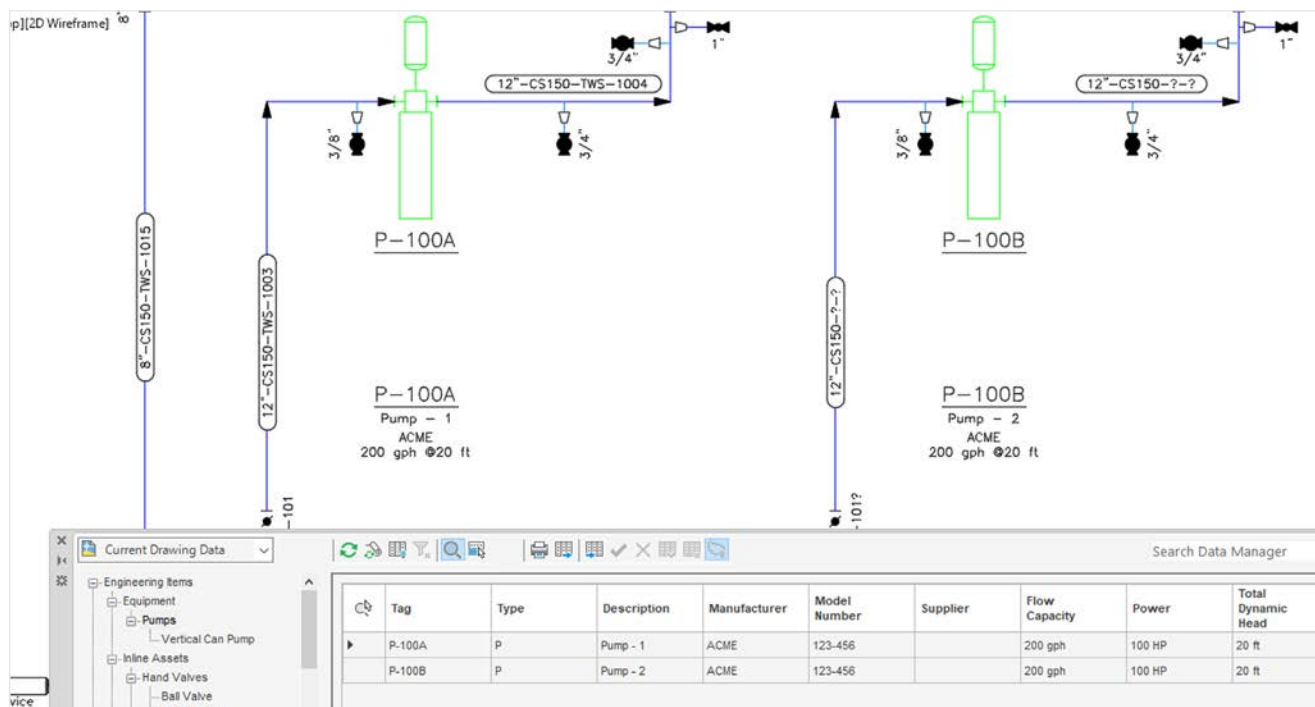 p][2D Wireframe]
8"
3/4"
1"
3/4"
1"
12"-CS150-TWS-1004
12"-CS150-?-?
3/8"
3/4"
3/8"
3/4"
8"-CS150-TWS-1015
12"-CS150-TWS-1003
12"-CS150-?-?
P-100A
P-100B
P-100A
Pump - 1
ACME
200 gph @20 ft
P-100B
Pump - 2
ACME
200 gph @20 ft
-101
-101?
Current Drawing Data
Search Data Manager
Engineering Items
Equipment
Pumps
Vertical Can Pump
Inline Assets
Hand Valves
Ball Valve
vice
Tag Type Description Manufacturer Model Number Supplier Flow Capacity Power Total Dynamic Head
P-100A P Pump - 1 ACME 123-456 200 gph 100 HP 20 ft
P-100B P Pump - 2 ACME 123-456 200 gph 100 HP 20 ft